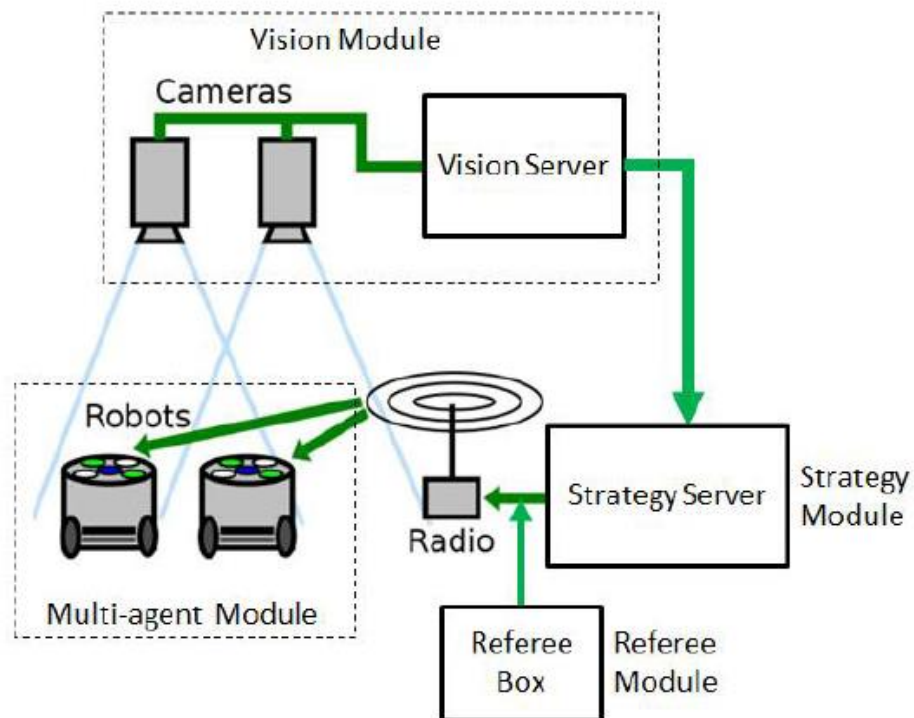 Vision Module
Cameras
Vision Server
Robots
Strategy Server
Strategy
Module
Radio
Multi-agent Module
Referee
Box
Referee
Module